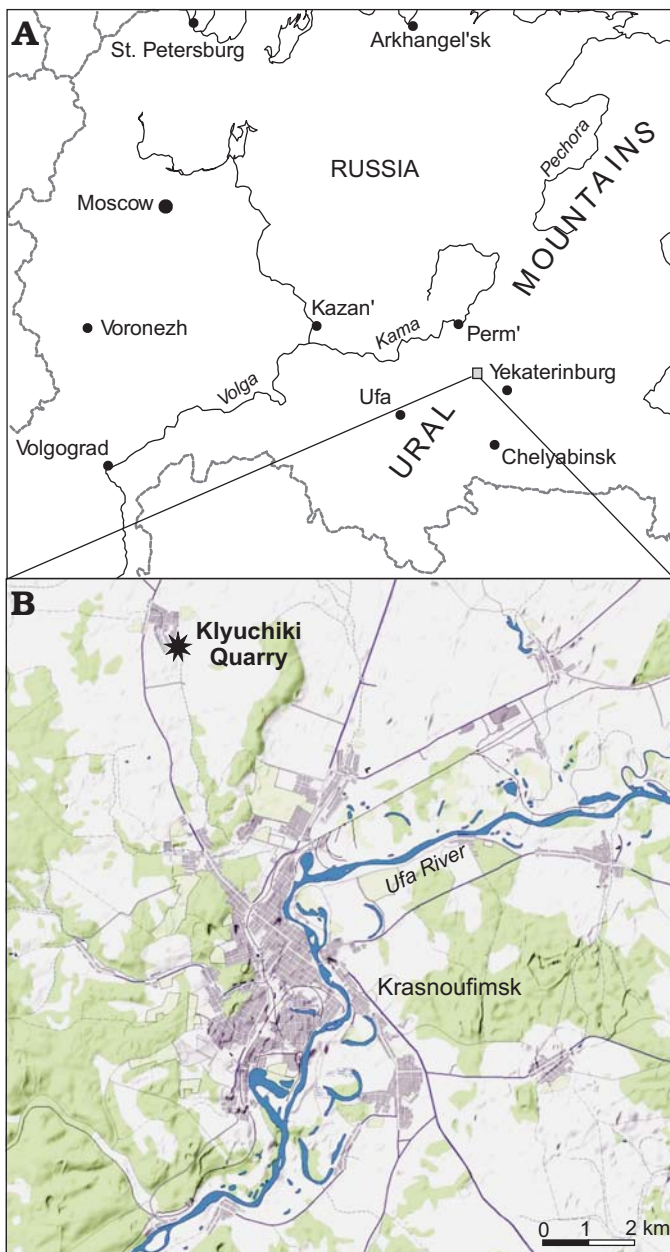 A
St. Petersburg
Arkhangel'sk
Pechora
RUSSIA
MOUNTAINS
Moscow
Kazan'
Voronezh
Kama
Perm'
Volga
Yekaterinburg
Ufa
URAL
Volgograd
Chelyabinsk
B
Klyuchiki
Quarry
Ufa River
Krasnoufimsk
0 1 2 km